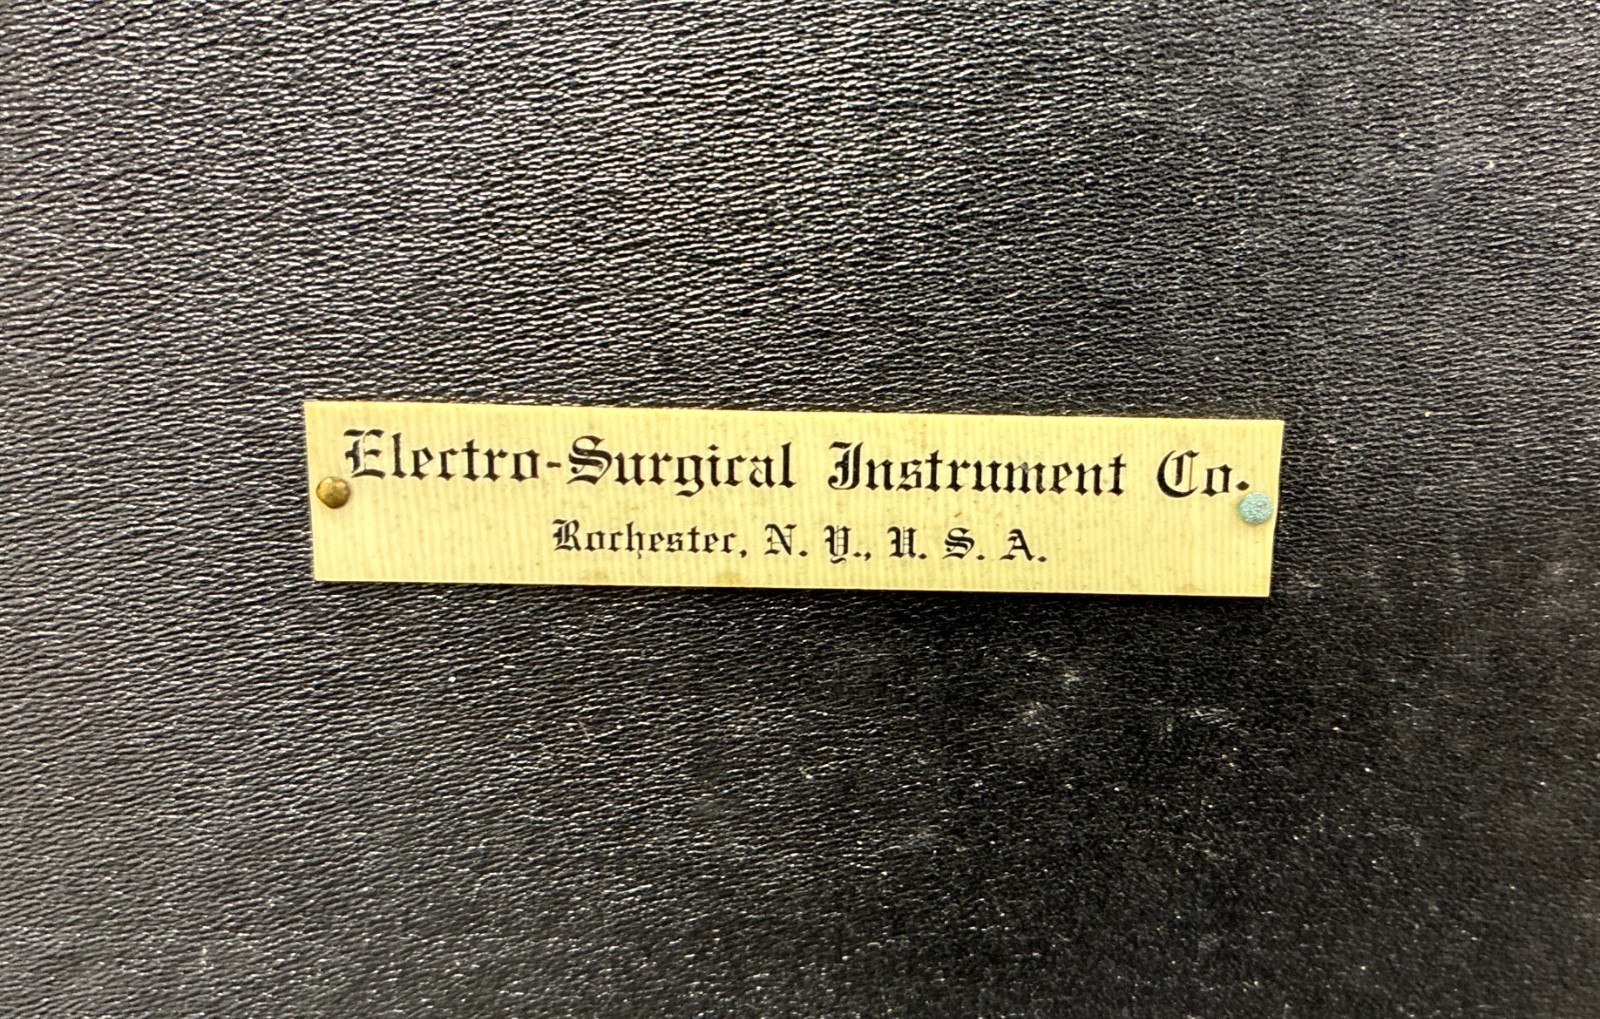 Electro-Surgical Instrument Co.
Rochester, N. Y., U. S. A.